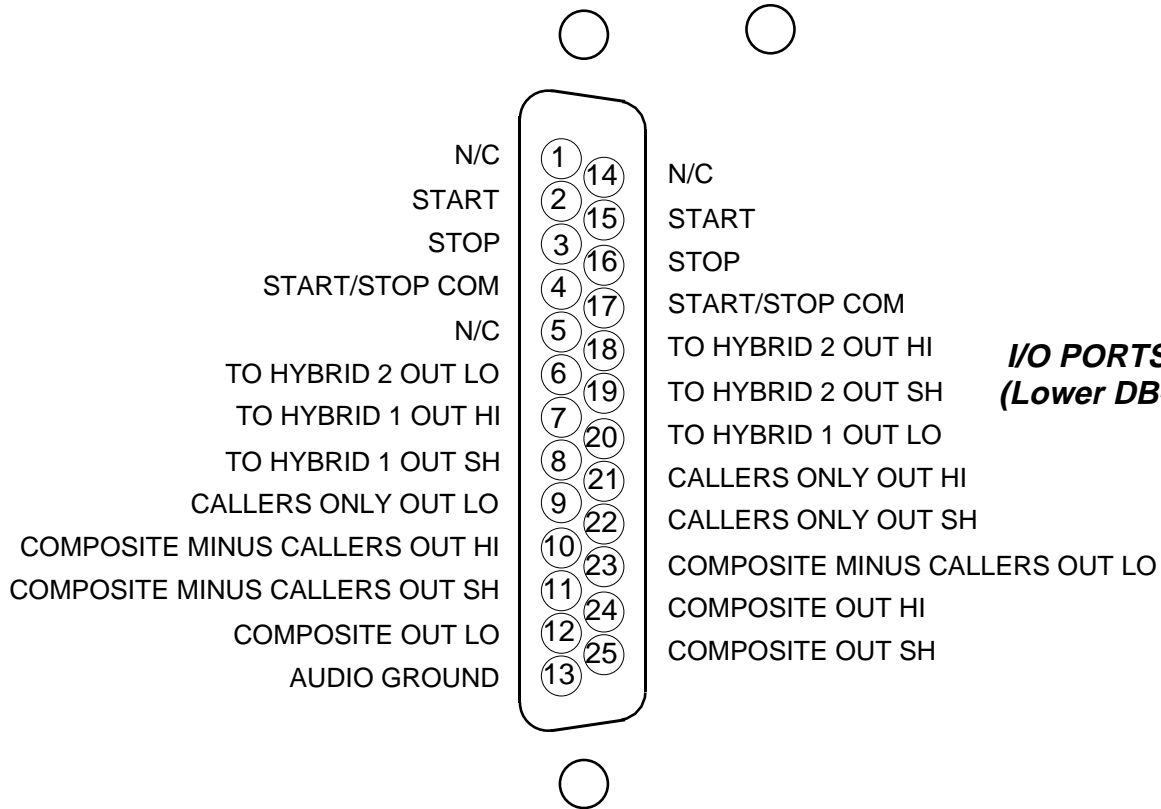 N/C
START
STOP
START/STOP COM
N/C
TO HYBRID 2 OUT LO
TO HYBRID 1 OUT HI
TO HYBRID 1 OUT SH
CALLERS ONLY OUT LO
COMPOSITE MINUS CALLERS OUT HI
COMPOSITE MINUS CALLERS OUT SH
COMPOSITE OUT LO
AUDIO GROUND
1
2
3
4
5
6
7
8
9
10
11
12
13
14
15
16
17
18
19
20
21
22
23
24
25
N/C
START
STOP
START/STOP COM
TO HYBRID 2 OUT HI
TO HYBRID 2 OUT SH
TO HYBRID 1 OUT LO
CALLERS ONLY OUT HI
CALLERS ONLY OUT SH
COMPOSITE MINUS CALLERS OUT LO
COMPOSITE OUT HI
COMPOSITE OUT SH
I/O PORTS
(Lower DB